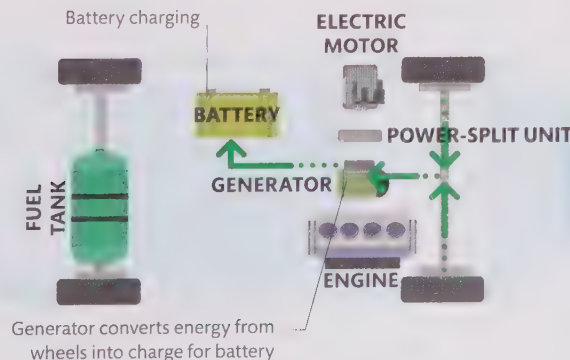 Battery charging
ELECTRIC
MOTOR
BATTERY
POWER-SPLIT UNIT
GENERATOR
FUEL
TANK
ENGINE
Generator converts energy from
wheels into charge for battery